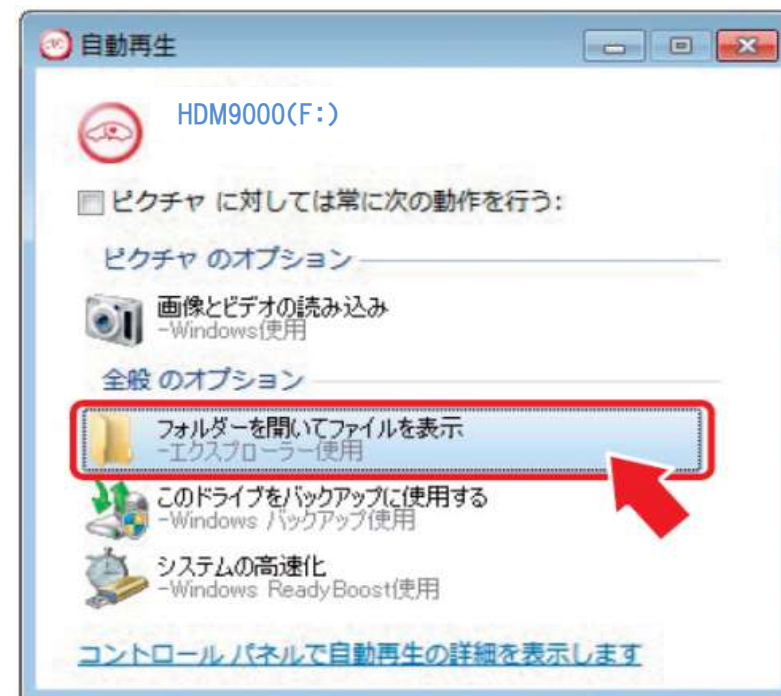 自動再生
HDM9000(F:)
ピクチャ に対しては常に次の動作を行う:
ピクチャ のオプション
画像とビデオの読み込み
-Windows使用
全般 のオプション
フォルダーを開いてファイルを表示
-エクスプローラー使用
このドライブをバックアップに使用する
-Windows バックアップ使用
システムの高速化
-Windows ReadyBoost使用
コントロール パネルで自動再生の詳細を表示します